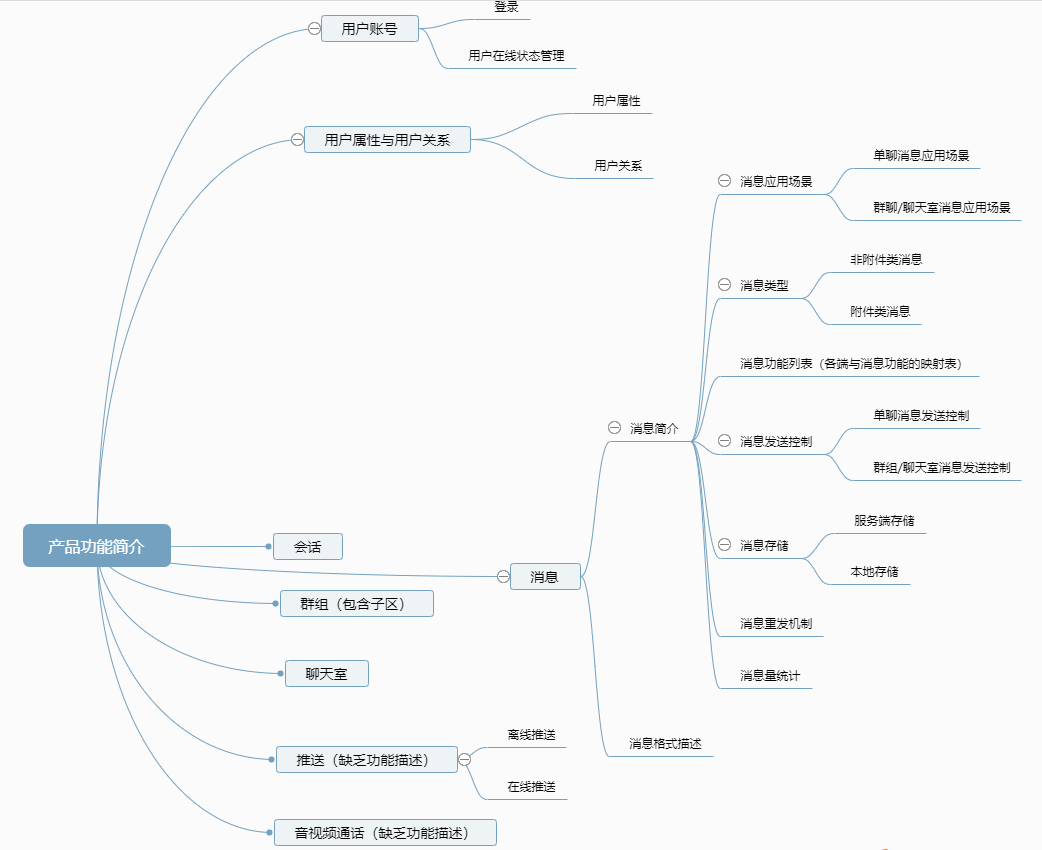 产品功能简介
用户账号
登录
用户在线状态管理
用户属性与用户关系
用户属性
用户关系
会话
消息
消息简介
消息应用场景
单聊消息应用场景
群聊/聊天室消息应用场景
消息类型
非附件类消息
附件类消息
消息功能列表（各端与消息功能的映射表）
消息发送控制
单聊消息发送控制
群组/聊天室消息发送控制
消息存储
服务端存储
本地存储
消息重发机制
消息量统计
消息格式描述
群组（包含子区）
聊天室
推送（缺乏功能描述）
离线推送
在线推送
音视频通话（缺乏功能描述）